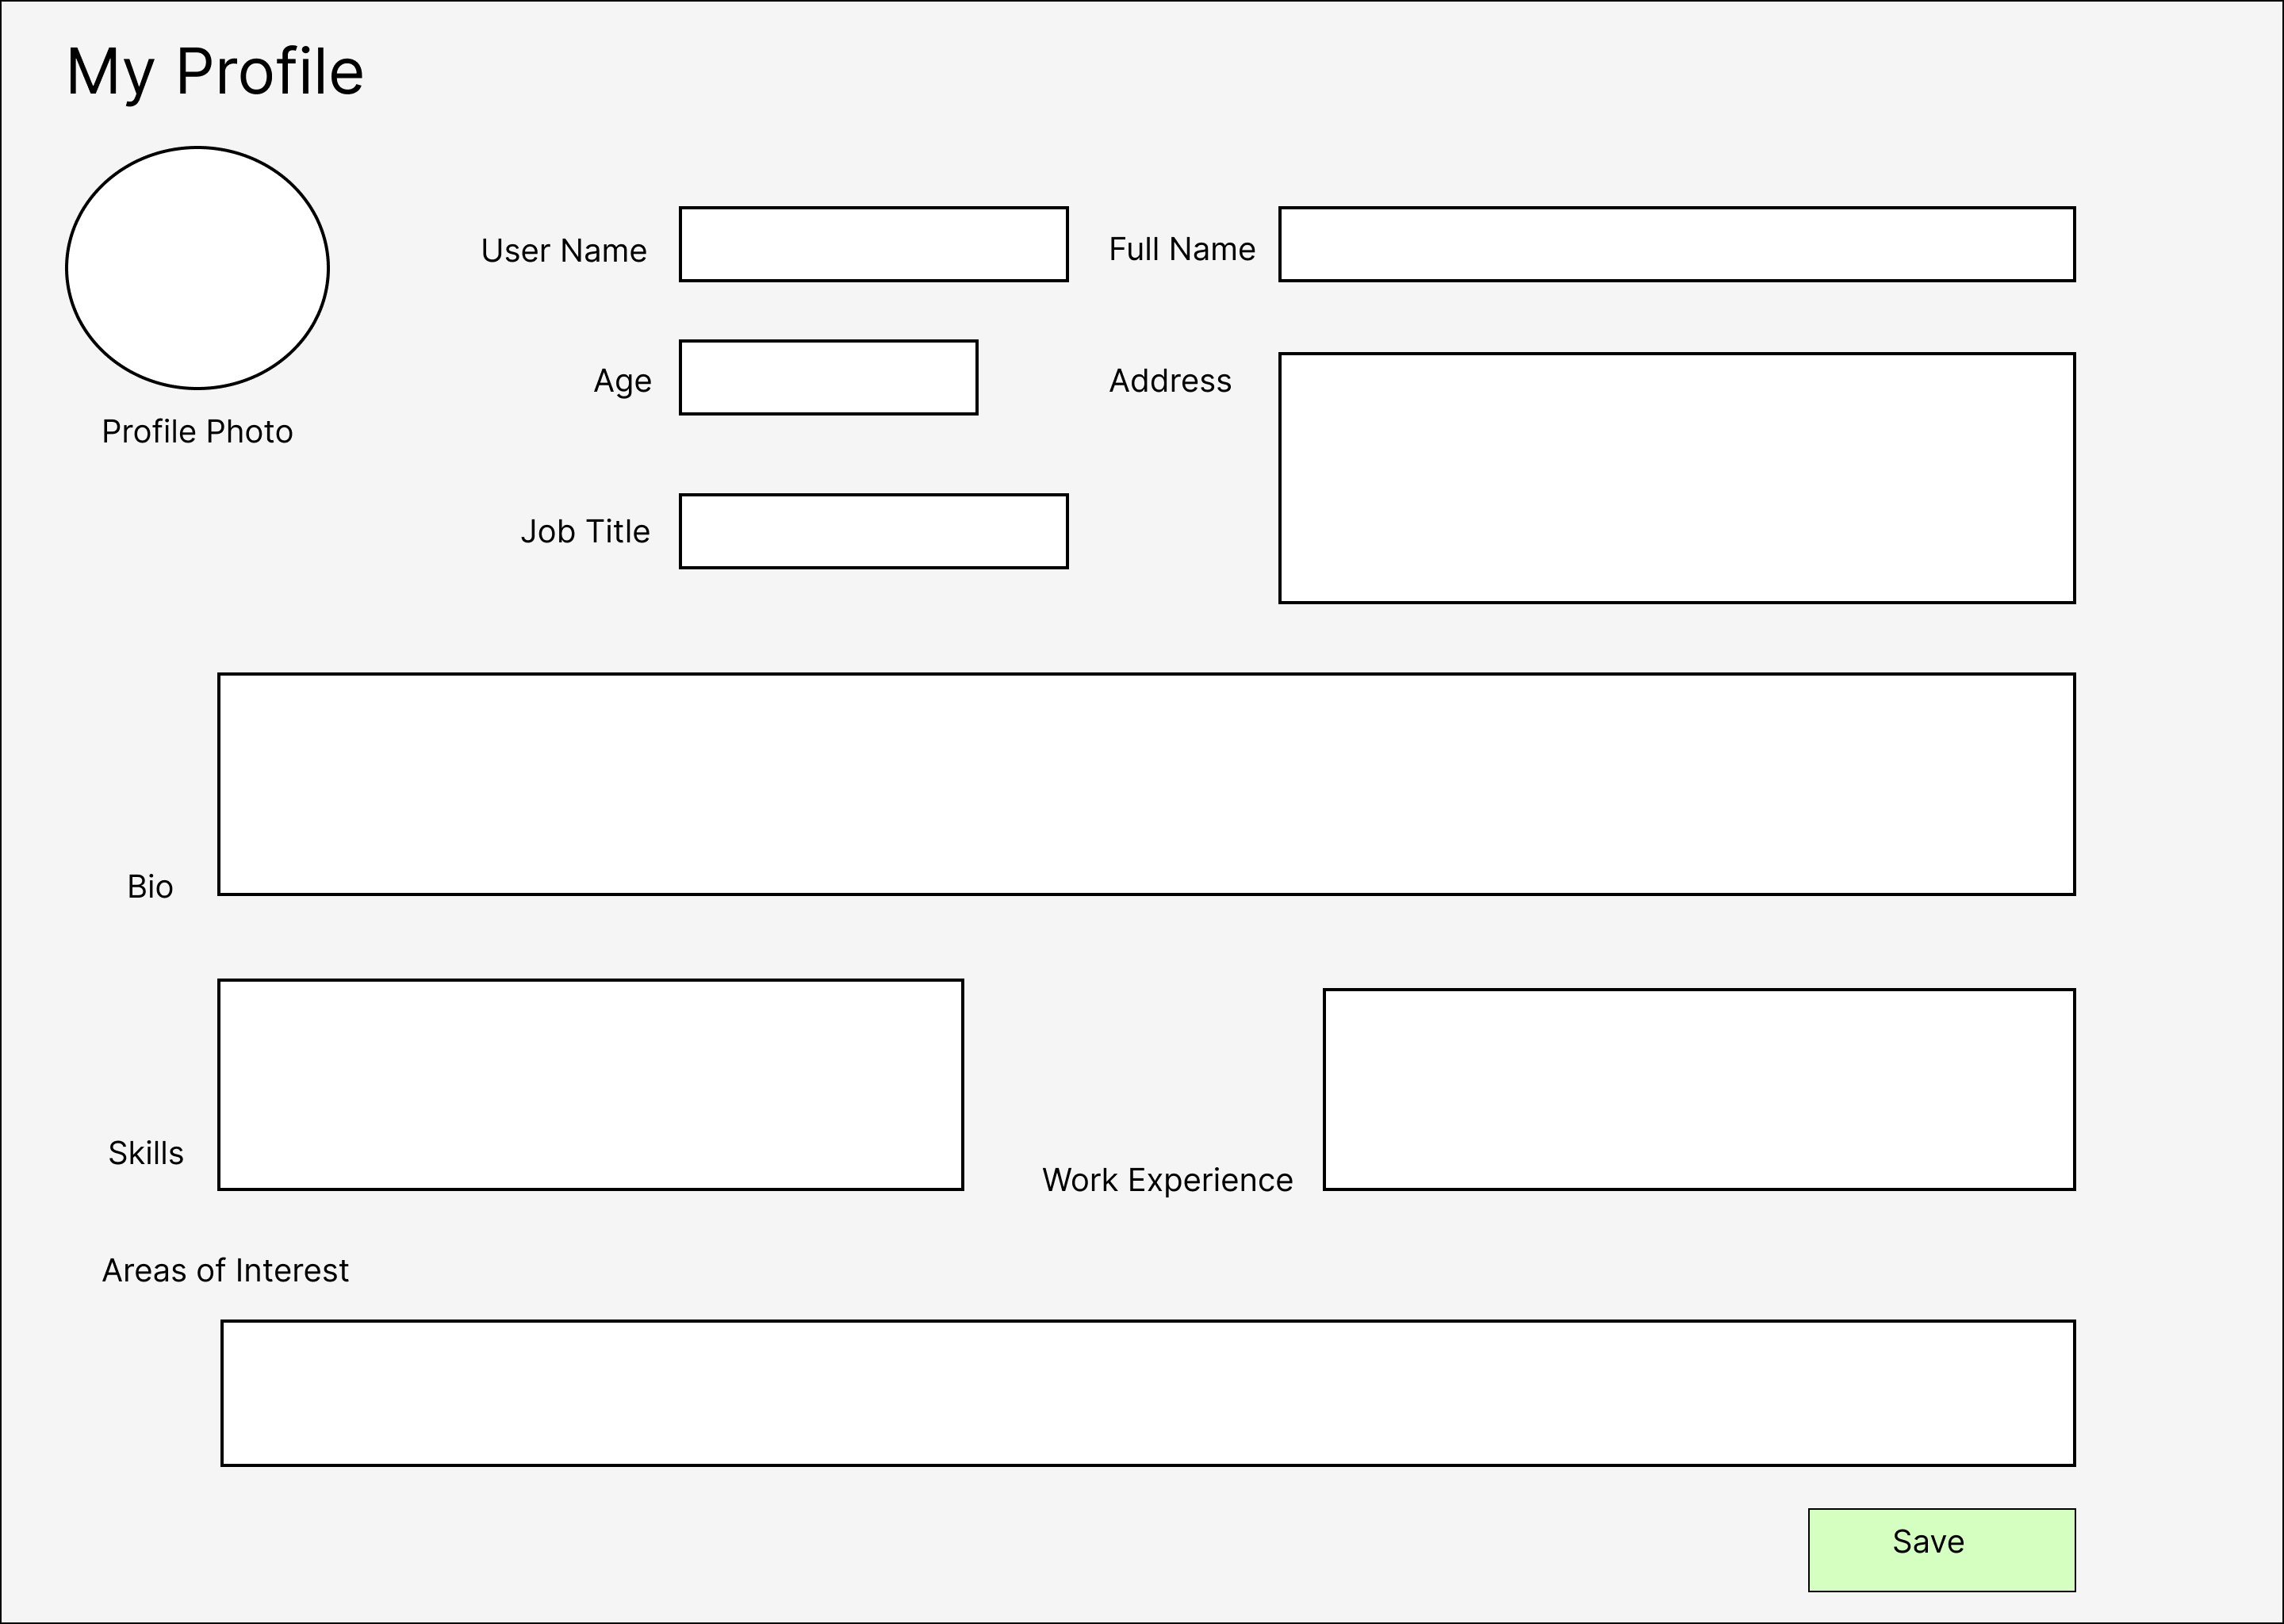 My Profile
User Name
Full Name
Age
Address
Profile Photo
Job Title
Bio
Skills
Work Experience
Areas of Interest
Save